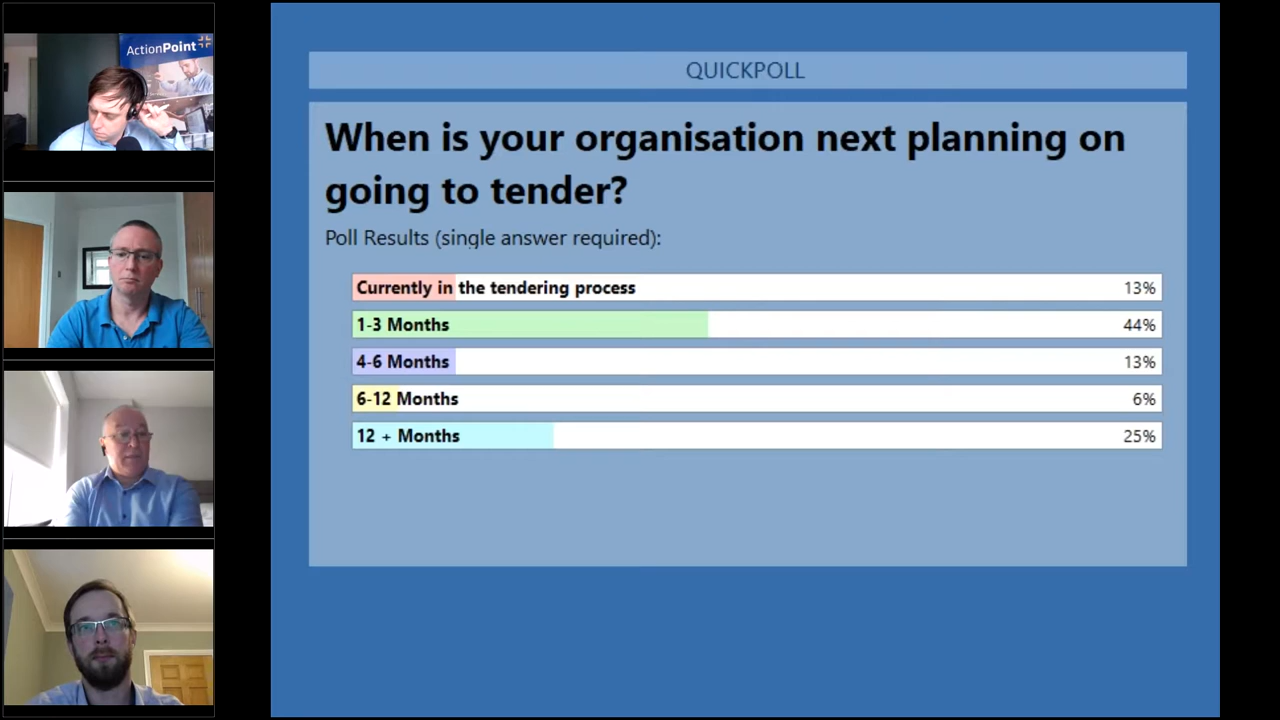 ActionPoint
QUICKPOLL
When is your organisation next planning on
going to tender?
Poll Results (single answer required):
Currently in the tendering process 13%
1-3 Months 44%
4-6 Months 13%
6-12 Months 6%
12 + Months 25%